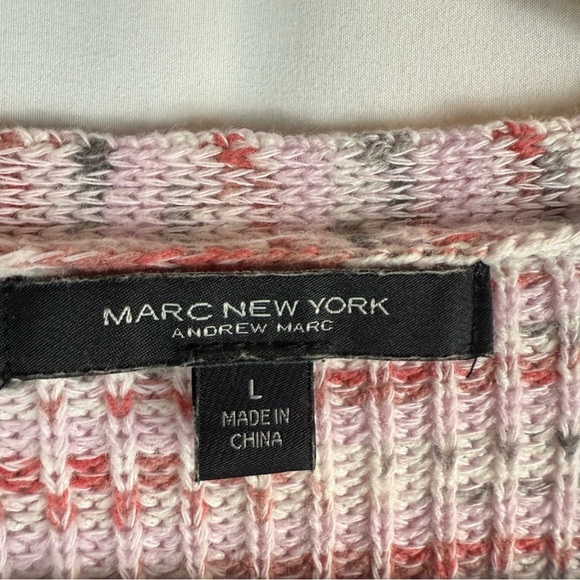 MARC NEW YORK
ANDREW MARC
L
MADE IN
CHINA